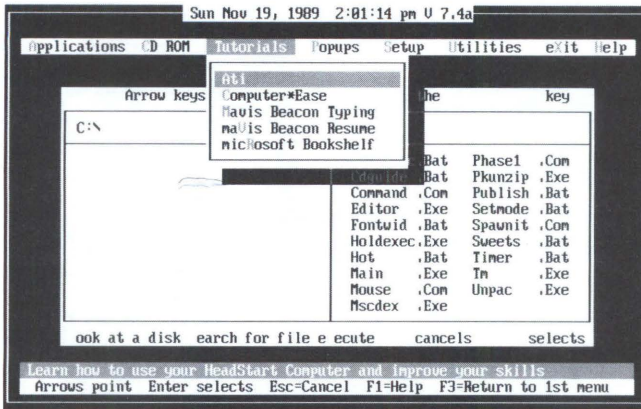 Sun Nov 19, 1989 2:01:14 pm V 7.4a
Applications CD ROM Tutorials Popups Setup Utilities eXit Help
Ati
Computer*Ease
Mavis Beacon Typing
maVis Beacon Resume
micRosoft Bookshelf
Arrow keys he key
C:\
.Bat Phase1 .Com
Cdguide .Bat Pkunzip .Exe
Command .Com Publish .Bat
Editor .Exe Setmode .Bat
Fontwid .Bat Spawnit .Com
Holdexec.Exe Sweets .Bat
Hot .Bat Timer .Bat
Main .Exe Tm .Exe
Mouse .Com Unpac .Exe
Mscdex .Exe
ook at a disk earch for file e ecute cancels selects
Learn how to use your HeadStart Computer and improve your skills
Arrows point Enter selects Esc=Cancel F1=Help F3=Return to 1st menu